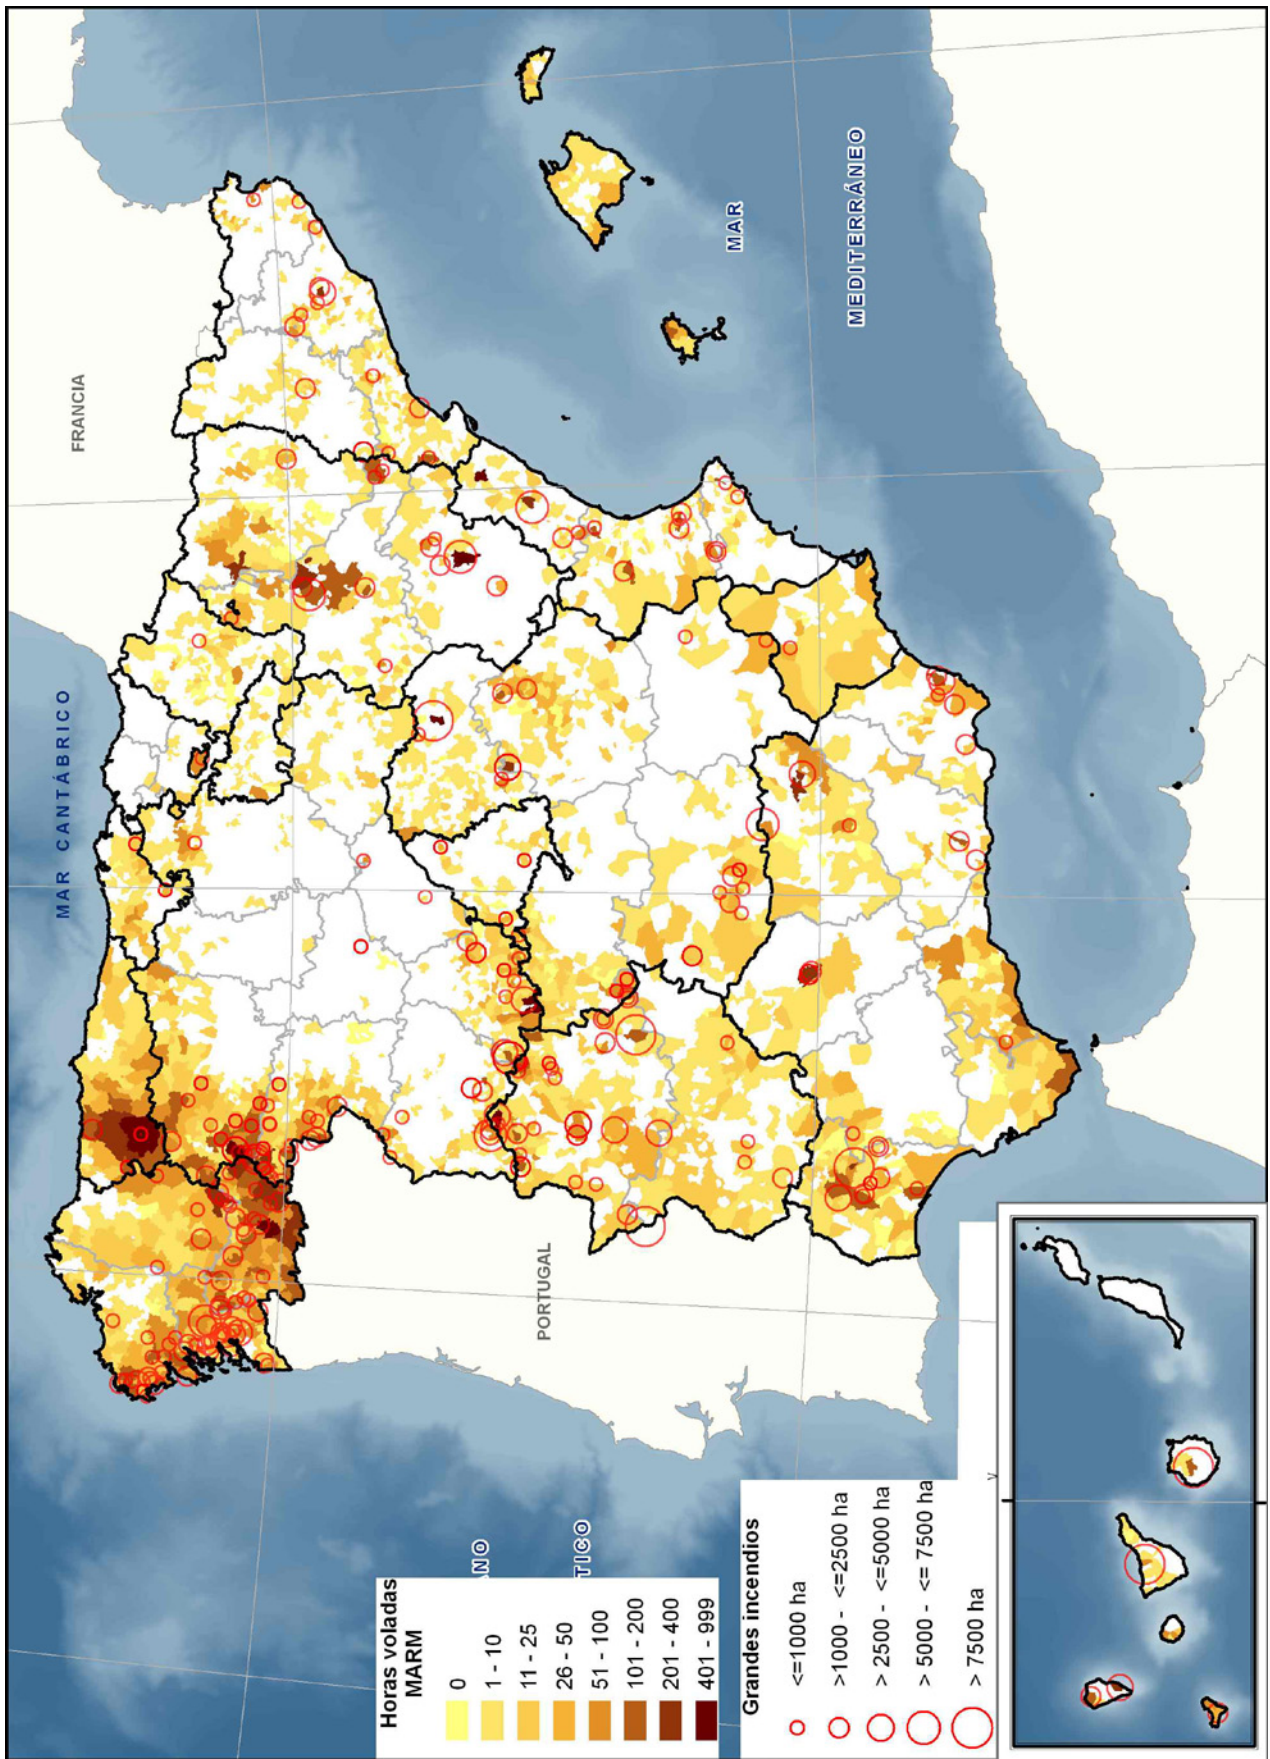 MAR CANTÁBRICO
FRANCIA
MAR
MEDITERRÁNEO
PORTUGAL
ANO
TICO
Horas voladas
MARM
0
1 - 10
11 - 25
26 - 50
51 - 100
101 - 200
201 - 400
401 - 999
Grandes incendios
<=1000 ha
>1000 - <=2500 ha
> 2500 - <=5000 ha
> 5000 - <= 7500 ha
> 7500 ha